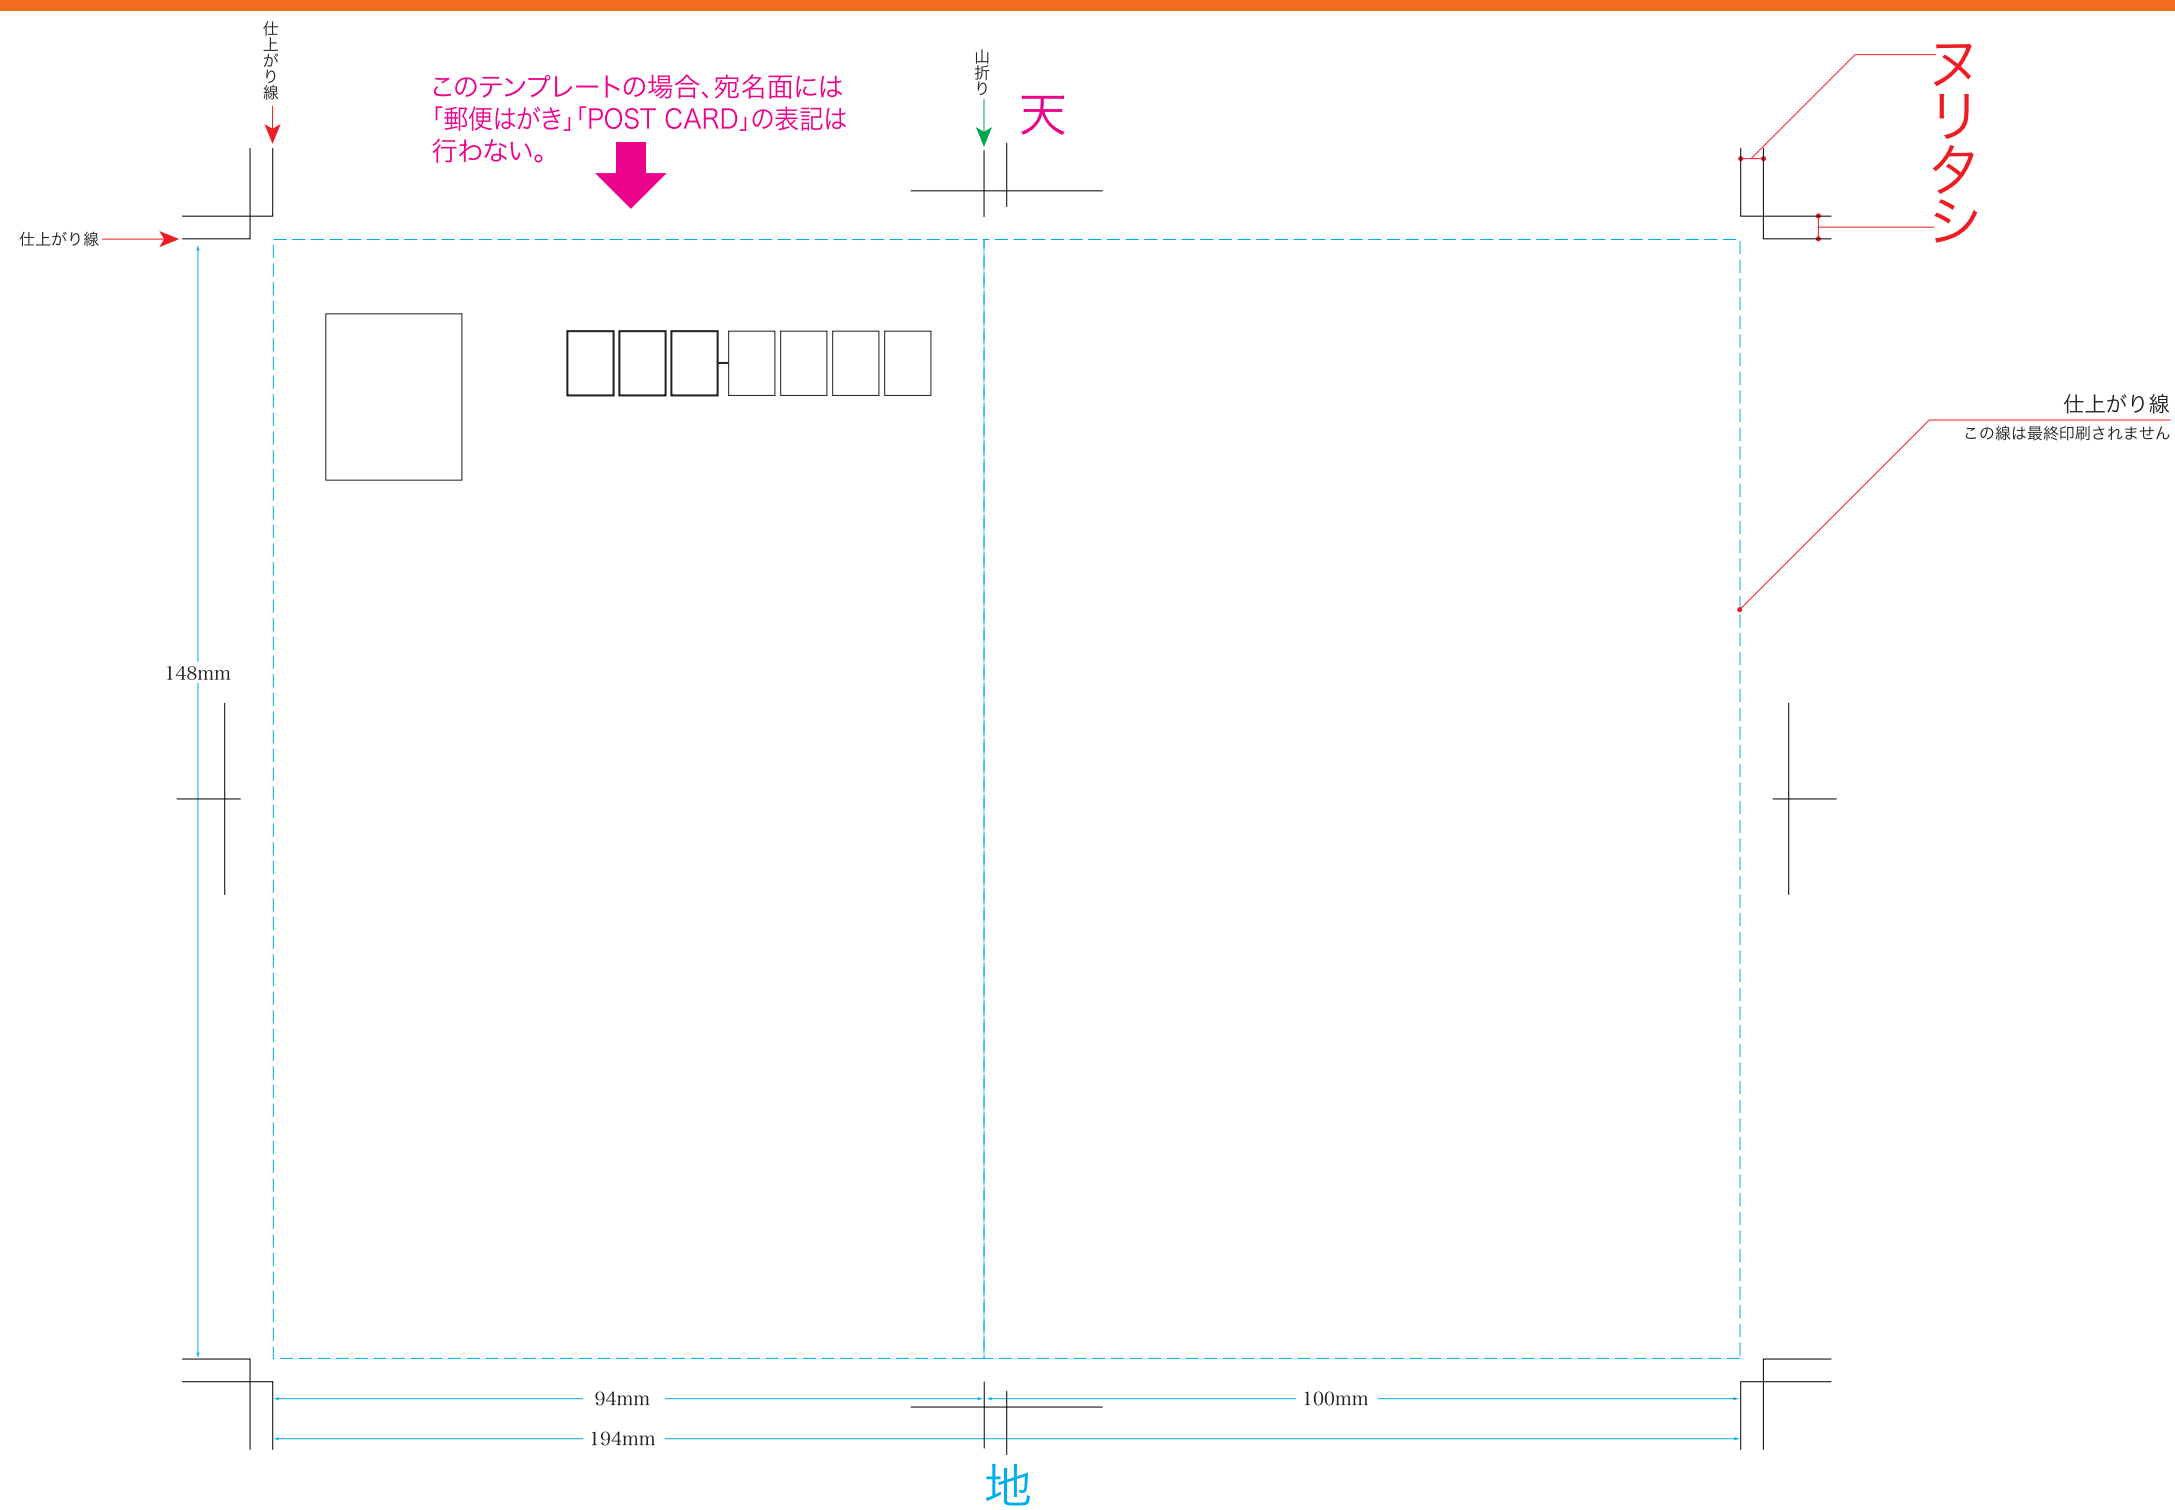 仕上がり線
このテンプレートの場合、宛名面には
「郵便はがき」「POST CARD」の表記は
行わない。
山折り
天
ヌリタシ
仕上がり線
仕上がり線
この線は最終印刷されません
148mm
94mm
100mm
194mm
地